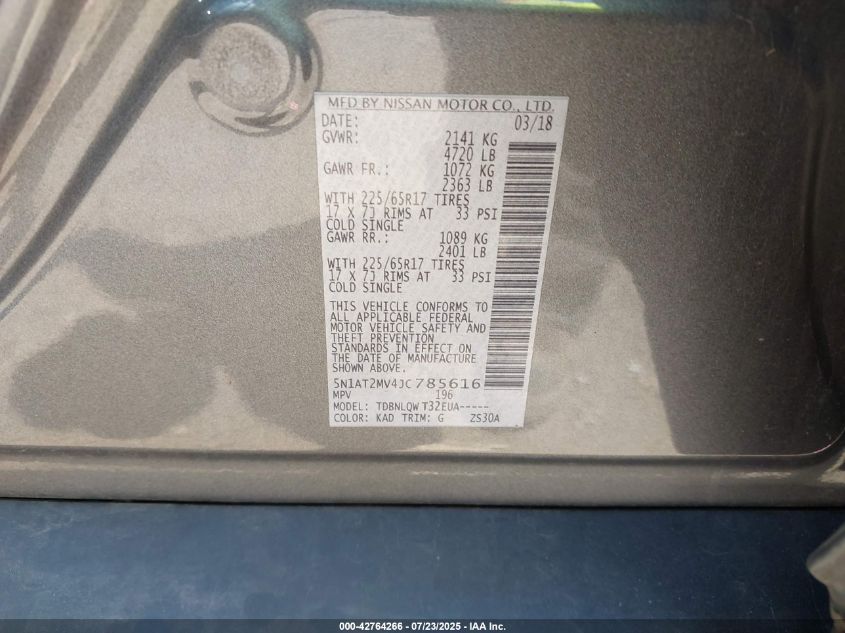 MFD BY NISSAN MOTOR CO., LTD.
DATE: 03/18
GVWR: 2141 KG
4720 LB
GAWR FR.: 1072 KG
2363 LB
WITH 225/65R17 TIRES
17 X 7J RIMS AT 33 PSI
COLD SINGLE
GAWR RR.: 1089 KG
2401 LB
WITH 225/65R17 TIRES
17 X 7J RIMS AT 33 PSI
COLD SINGLE
THIS VEHICLE CONFORMS TO
ALL APPLICABLE FEDERAL
MOTOR VEHICLE SAFETY AND
THEFT PREVENTION
STANDARDS IN EFFECT ON
THE DATE OF MANUFACTURE
SHOWN ABOVE.
5N1AT2MV4JC785616
MPV 196
MODEL: TDBNLQW T32EUA-----
COLOR: KAD TRIM: G ZS30A
000-42764266 - 07/23/2025 - IAA Inc.